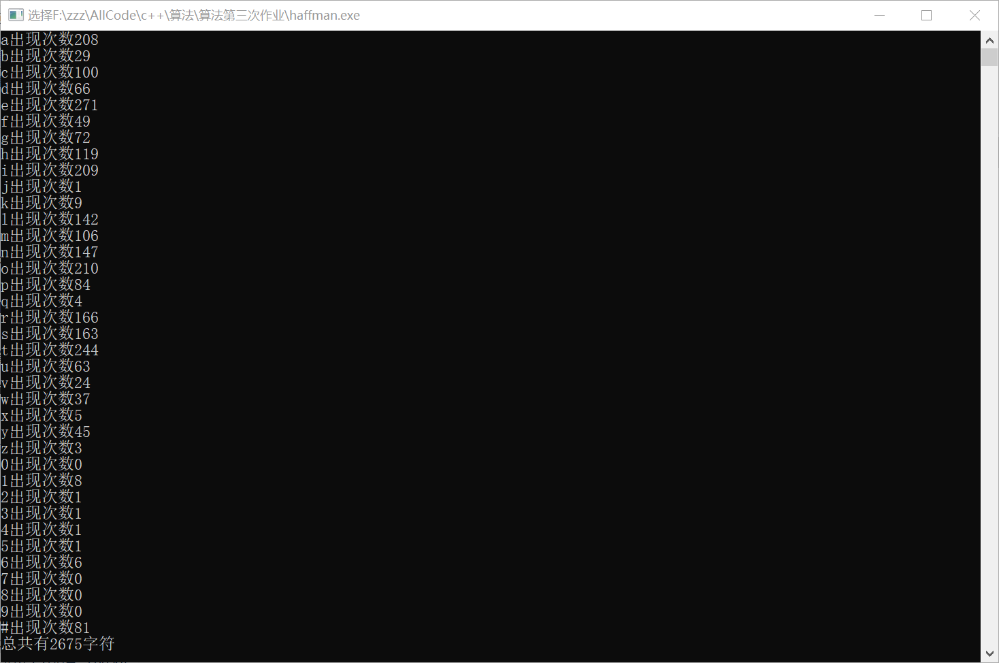 选择F:\zzz\AllCode\c++\算法\算法第三次作业\haffman.exe
a出现次数208
b出现次数29
c出现次数100
d出现次数66
e出现次数271
f出现次数49
g出现次数72
h出现次数119
i出现次数209
j出现次数1
k出现次数9
l出现次数142
m出现次数106
n出现次数147
o出现次数210
p出现次数84
q出现次数4
r出现次数166
s出现次数163
t出现次数244
u出现次数63
v出现次数24
w出现次数37
x出现次数5
y出现次数45
z出现次数3
0出现次数0
1出现次数8
2出现次数1
3出现次数1
4出现次数1
5出现次数1
6出现次数6
7出现次数0
8出现次数0
9出现次数0
#出现次数81
总共有2675字符